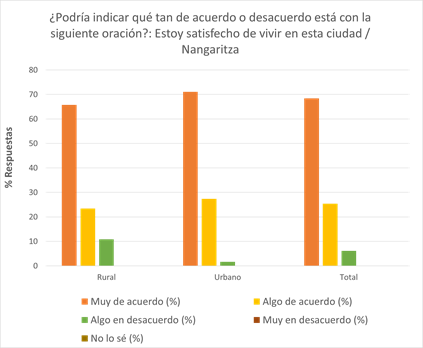 ¿Podría indicar qué tan de acuerdo o desacuerdo está con la
siguiente oración?: Estoy satisfecho de vivir en esta ciudad /
Nangaritza
% Respuestas
80
70
60
50
40
30
20
10
0
Rural Urbano Total
Muy de acuerdo (%) Algo de acuerdo (%)
Algo en desacuerdo (%) Muy en desacuerdo (%)
No lo sé (%)